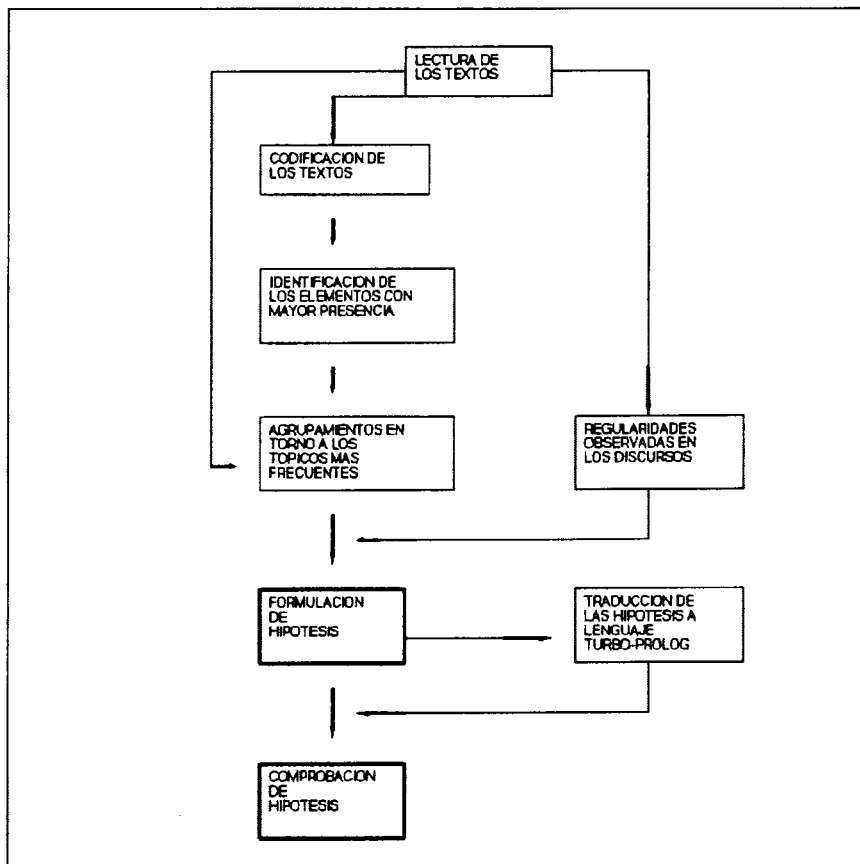 LECTURA DE
LOS TEXTOS
CODIFICACION DE
LOS TEXTOS
IDENTIFICACION DE
LOS ELEMENTOS CON
MAYOR PRESENCIA
AGRUPAMIENTOS EN
TORNO A LOS
TOPICOS MAS
FRECUENTES
REGULARIDADES
OBSERVADAS EN
LOS DISCURSOS
FORMULACION
DE
HIPOTESIS
TRADUCCION DE
LAS HIPOTESIS A
LENGUAJE
TURBO-PROLOG
COMPROBACION
DE
HIPOTESIS